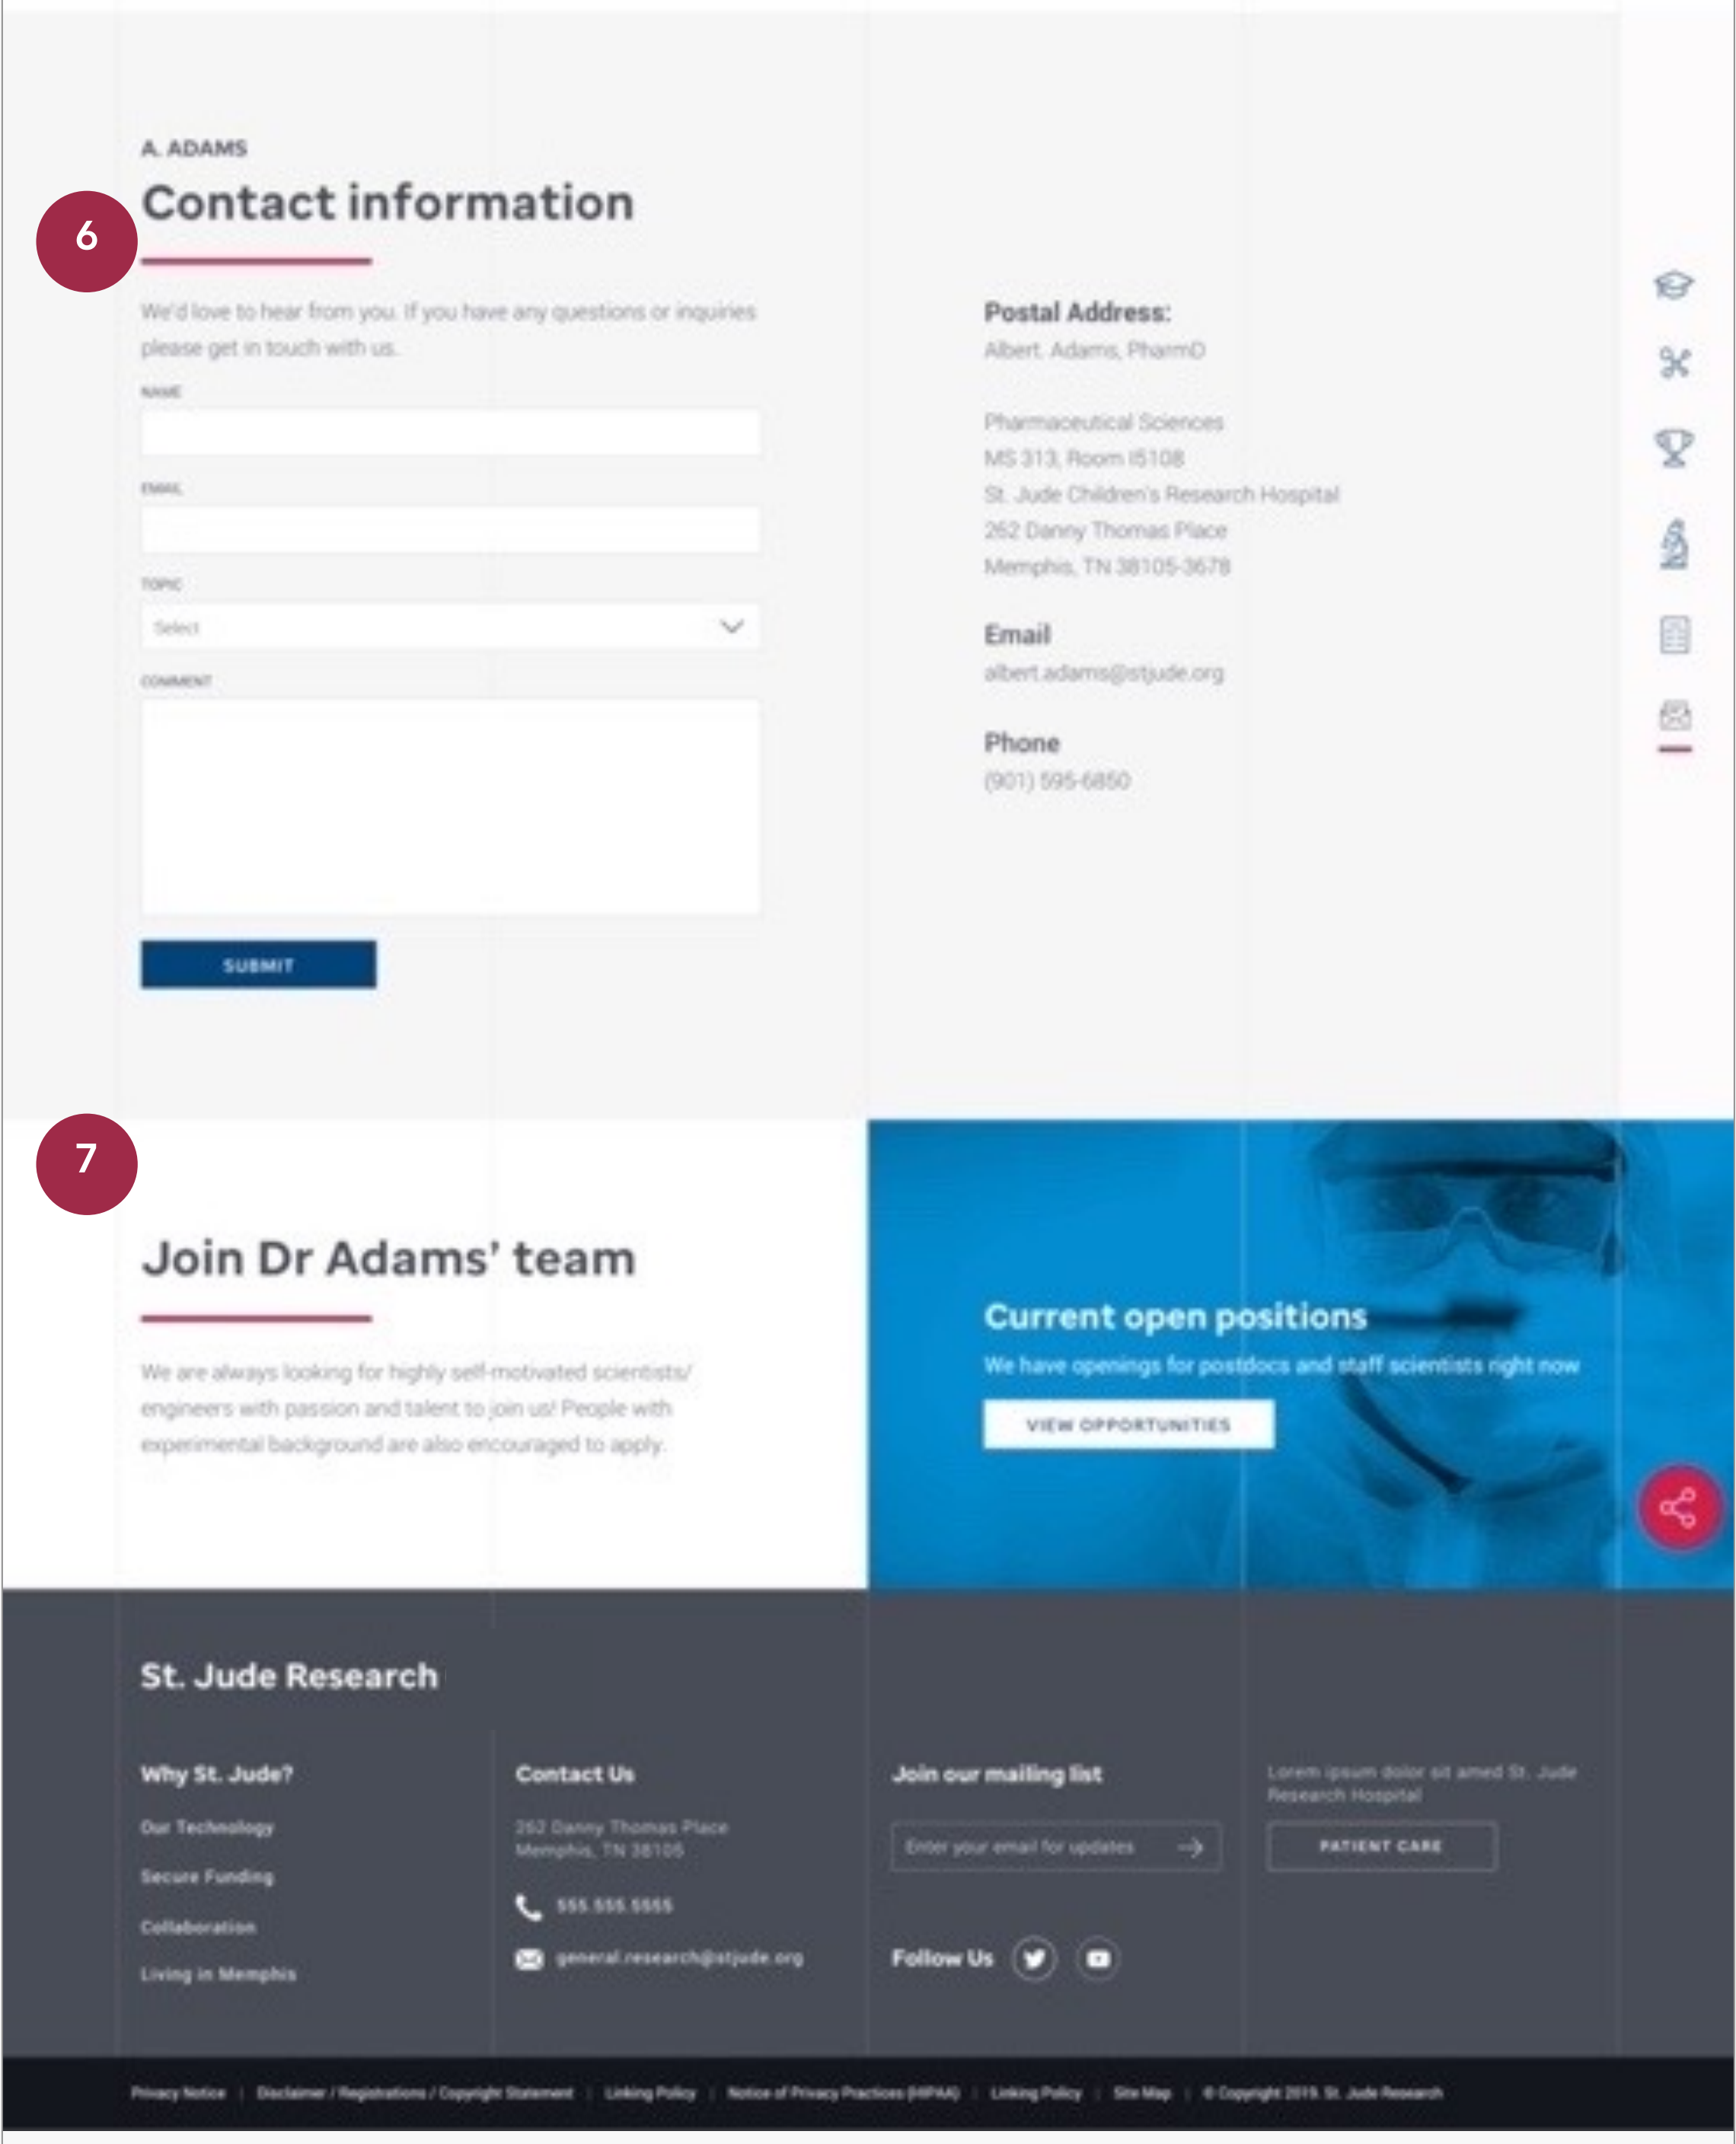 A. ADAMS
Contact information
6
We'd love to hear from you. If you have any questions or inquiries
please get in touch with us.
NAME
EMAIL
TOPIC
Select
COMMENT
SUBMIT
Postal Address:
Albert. Adams, PharmD
Pharmaceutical Sciences
MS 313, Room I5108
St. Jude Children's Research Hospital
262 Danny Thomas Place
Memphis, TN 38105-3678
Email
albert.adams@stjude.org
Phone
(901) 595-6850
7
Join Dr Adams' team
We are always looking for highly self-motivated scientists/
engineers with passion and talent to join us! People with
experimental background are also encouraged to apply.
Current open positions
We have openings for postdocs and staff scientists right now
VIEW OPPORTUNITIES
St. Jude Research
Why St. Jude?
Our Technology
Secure Funding
Collaboration
Living in Memphis
Contact Us
262 Danny Thomas Place
Memphis, TN 38105
555.555.5555
general.research@stjude.org
Join our mailing list
Enter your email for updates
Follow Us
Lorem ipsum dolor sit amed St. Jude
Research Hospital
PATIENT CARE
Privacy Notice | Disclaimer / Registrations / Copyright Statement | Linking Policy | Notice of Privacy Practices (HIPAA) | Linking Policy | Site Map | © Copyright 2019. St. Jude Research